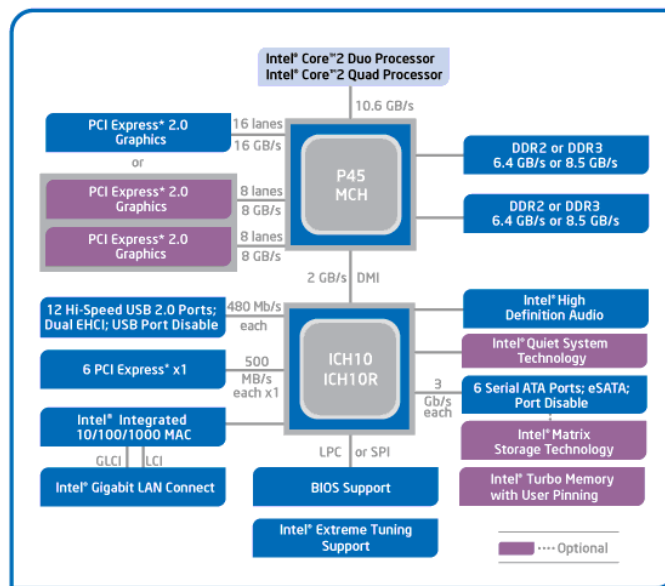 Intel® Core™2 Duo Processor
Intel® Core™2 Quad Processor
10.6 GB/s
PCI Express* 2.0
Graphics
16 lanes
16 GB/s
or
PCI Express* 2.0
Graphics
8 lanes
8 GB/s
PCI Express* 2.0
Graphics
8 lanes
8 GB/s
P45
MCH
DDR2 or DDR3
6.4 GB/s or 8.5 GB/s
DDR2 or DDR3
6.4 GB/s or 8.5 GB/s
2 GB/s DMI
12 Hi-Speed USB 2.0 Ports;
Dual EHCI; USB Port Disable
480 Mb/s
each
6 PCI Express* x1
500
MB/s
each x1
Intel® Integrated
10/100/1000 MAC
GLCI LCI
Intel® Gigabit LAN Connect
ICH10
ICH10R
Intel® High
Definition Audio
Intel® Quiet System
Technology
3
Gb/s
each
6 Serial ATA Ports; eSATA;
Port Disable
Intel® Matrix
Storage Technology
Intel® Turbo Memory
with User Pinning
LPC or SPI
BIOS Support
Intel® Extreme Tuning
Support
Optional